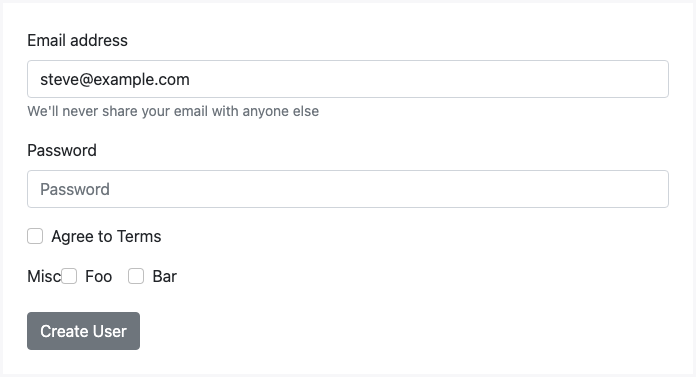 Email address
steve@example.com
We'll never share your email with anyone else
Password
Password
Agree to Terms
Misc Foo Bar
Create User